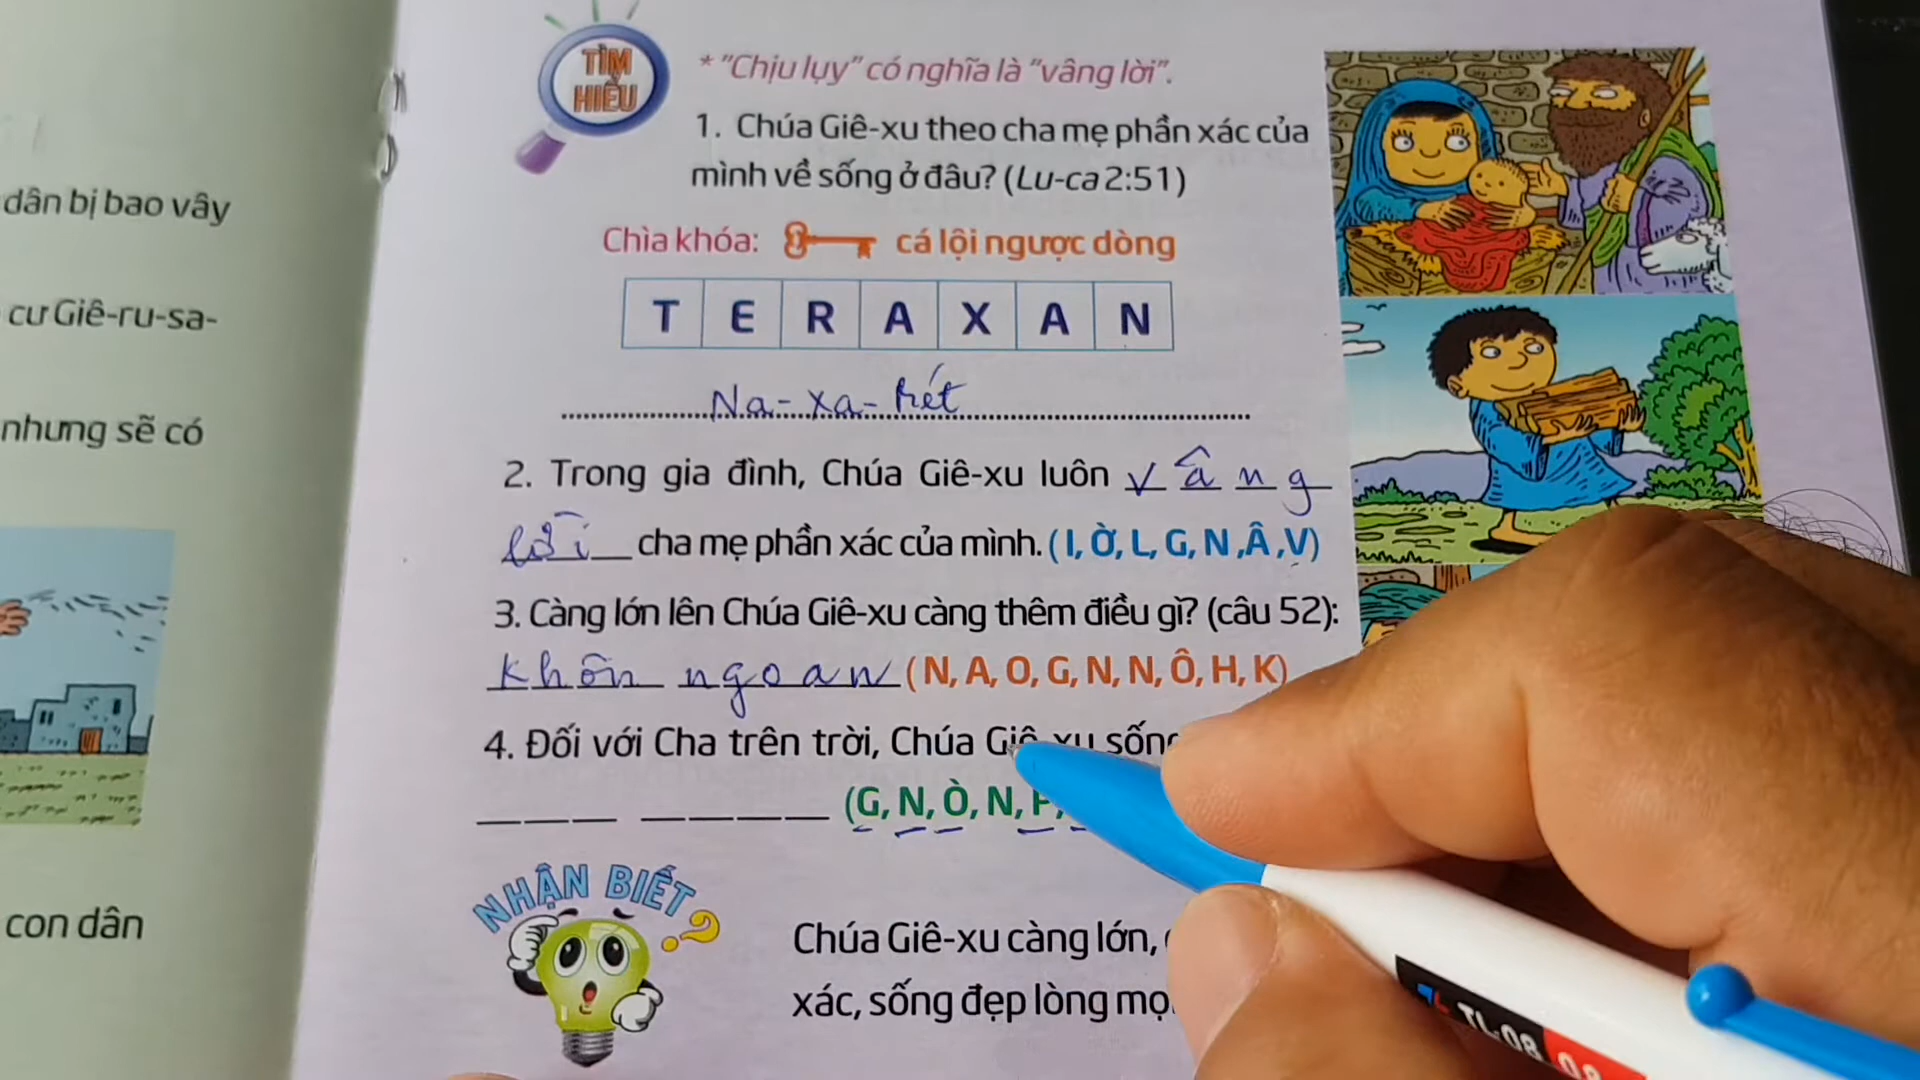 TÌM
HIỂU
* "Chịu lụy" có nghĩa là "vâng lời".
1. Chúa Giê-xu theo cha mẹ phần xác của
mình về sống ở đâu? (Lu-ca 2:51)
Chìa khóa: cá lội ngược dòng
T E R A X A N
Na-xa-rét
2. Trong gia đình, Chúa Giê-xu luôn vâng
lời cha mẹ phần xác của mình. (I, Ờ, L, G, N ,Â ,V)
3. Càng lớn lên Chúa Giê-xu càng thêm điều gì? (câu 52):
khôn ngoan (N, A, O, G, N, N, Ô, H, K)
4. Đối với Cha trên trời, Chúa Giê-xu sống
___ ____ (G, N, Ò, N,
NHẬN BIẾT ?
Chúa Giê-xu càng lớn,
xác, sống đẹp lòng
dân bị bao vây
cư Giê-ru-sa-
nhưng sẽ có
con dân
TL-08